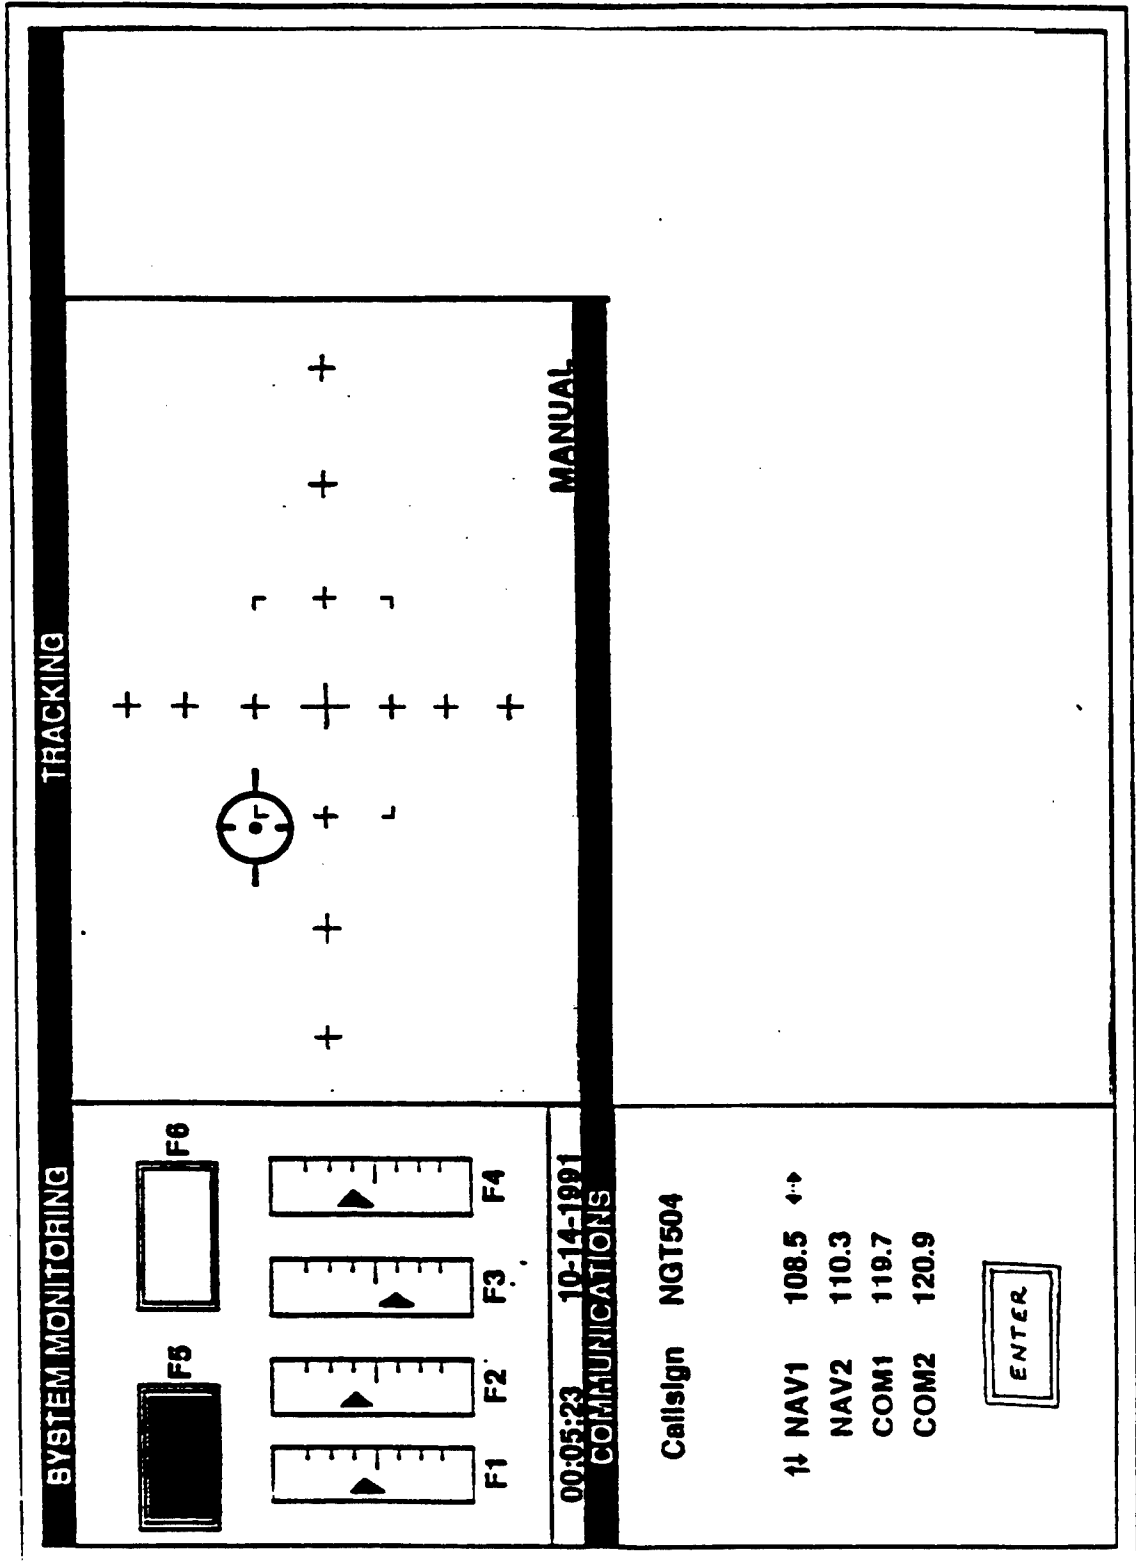 SYSTEM MONITORING
TRACKING
F5
F6
F1
F2
F3
F4
MANUAL
00:05:23
10-14-1991
COMMUNICATIONS
Callsign NGT504
⇅ NAV1 108.5 ↔
NAV2 110.3
COM1 119.7
COM2 120.9
ENTER